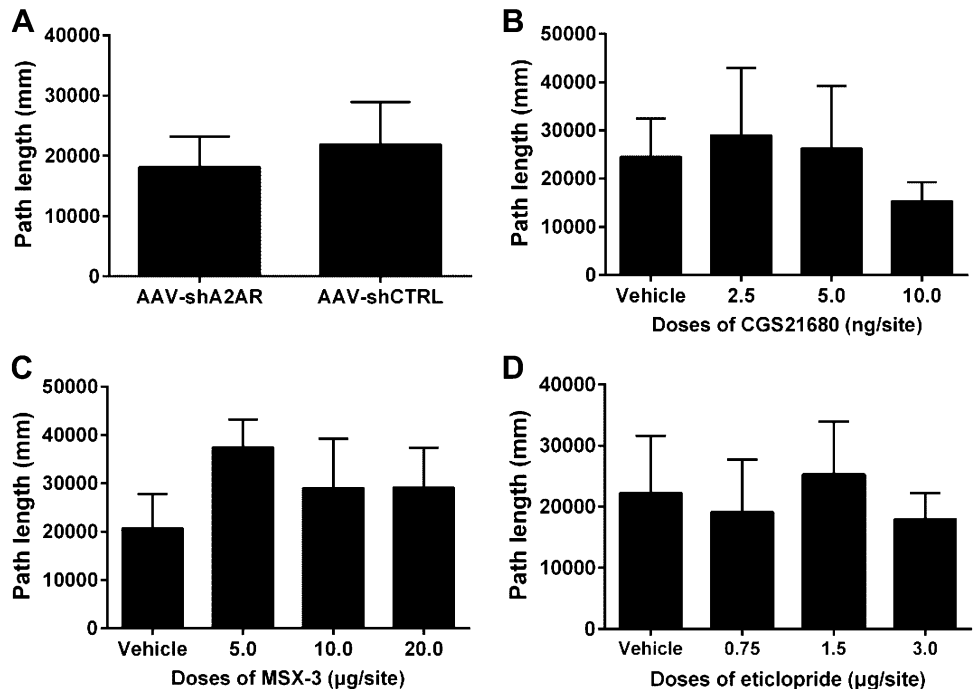 A
Path length (mm)
40000
30000
20000
10000
0
AAV-shA2AR AAV-shCTRL
B
Path length (mm)
50000
40000
30000
20000
10000
0
Vehicle 2.5 5.0 10.0
Doses of CGS21680 (ng/site)
C
Path length (mm)
50000
40000
30000
20000
10000
0
Vehicle 5.0 10.0 20.0
Doses of MSX-3 (µg/site)
D
Path length (mm)
40000
30000
20000
10000
0
Vehicle 0.75 1.5 3.0
Doses of eticlopride (µg/site)